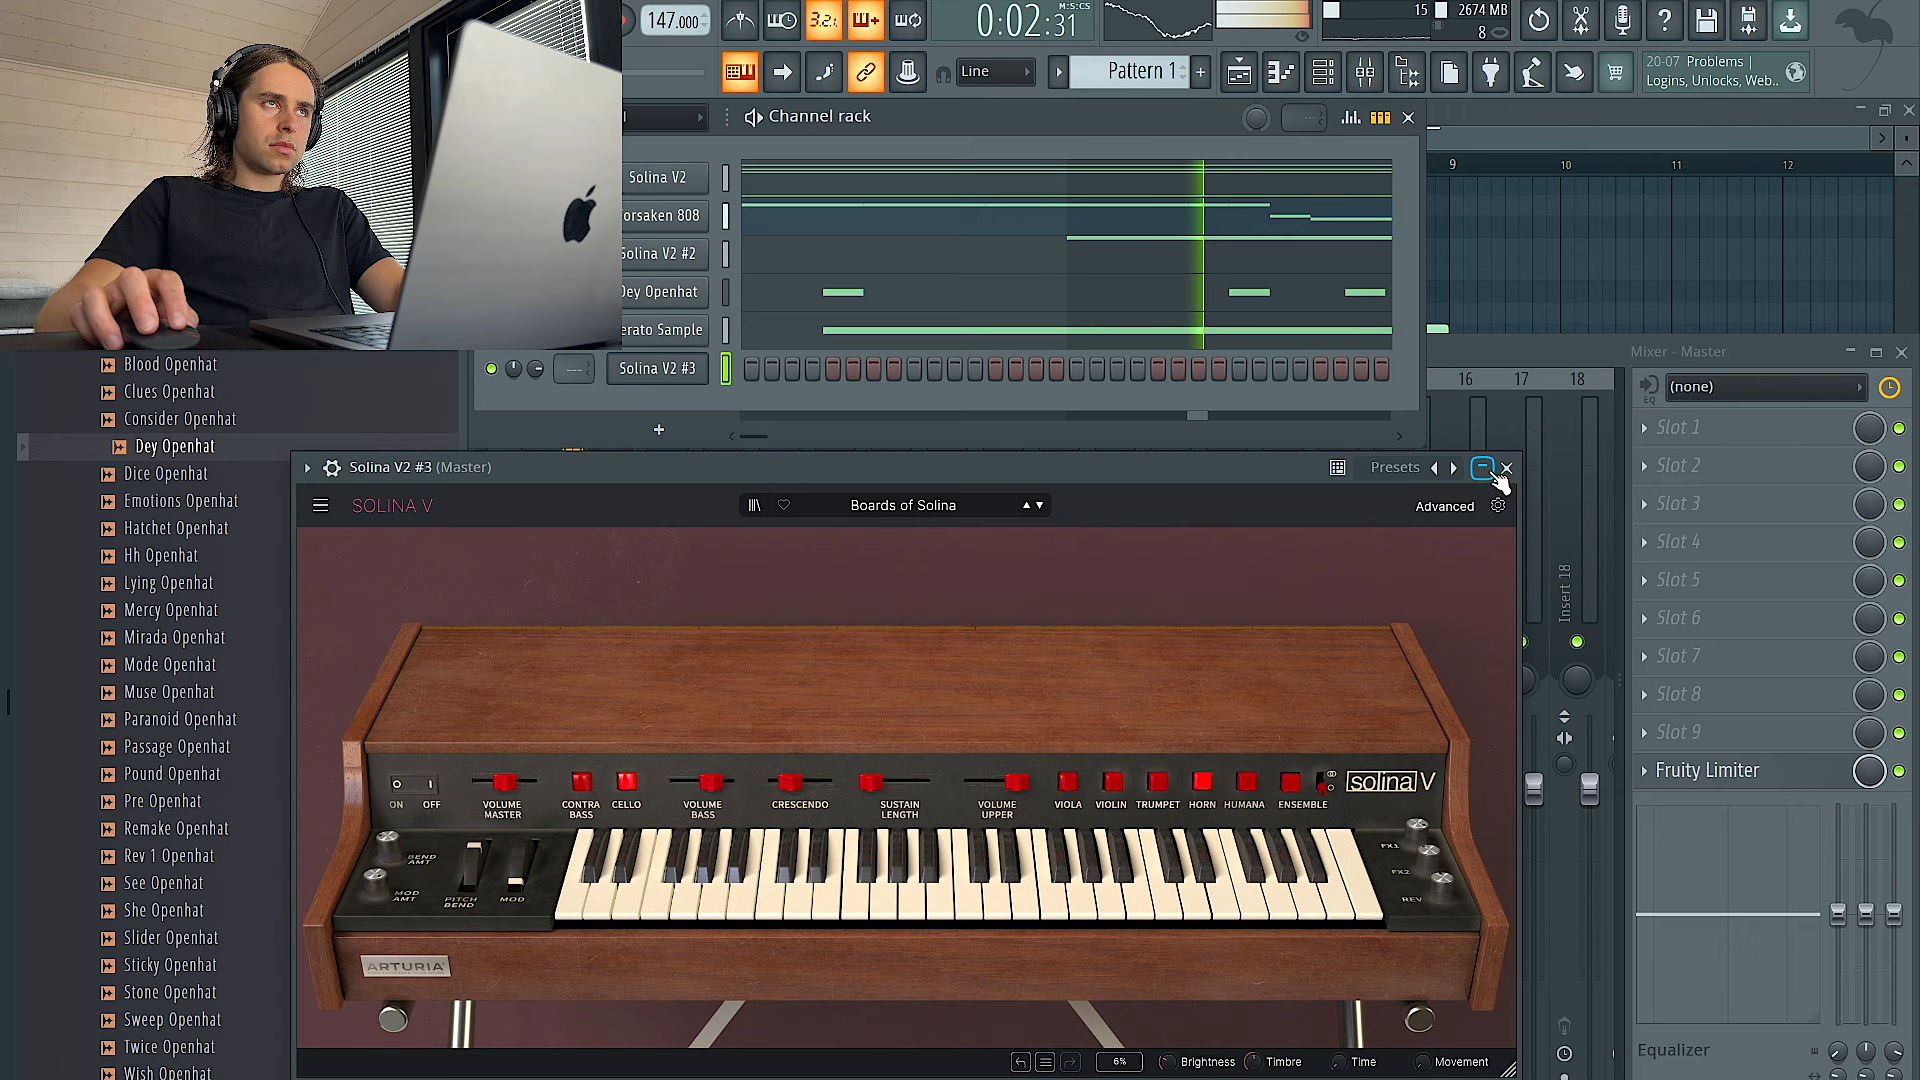 147.000
3.2.
0:02:31
M:S:CS
15
2674 MB
8
Line
Pattern 1
20-07 Problems |
Logins, Unlocks, Web..
Channel rack
Solina V2
Forsaken 808
Solina V2 #2
Dey Openhat
erato Sample
Solina V2 #3
9
10
11
12
16
17
18
Insert 18
Mixer - Master
(none)
EQ
Slot 1
Slot 2
Slot 3
Slot 4
Slot 5
Slot 6
Slot 7
Slot 8
Slot 9
Fruity Limiter
Equalizer
Blood Openhat
Clues Openhat
Consider Openhat
Dey Openhat
Dice Openhat
Emotions Openhat
Hatchet Openhat
Hh Openhat
Lying Openhat
Mercy Openhat
Mirada Openhat
Mode Openhat
Muse Openhat
Paranoid Openhat
Passage Openhat
Pound Openhat
Pre Openhat
Remake Openhat
Rev 1 Openhat
See Openhat
She Openhat
Slider Openhat
Sticky Openhat
Stone Openhat
Sweep Openhat
Twice Openhat
Wish Openhat
Solina V2 #3 (Master)
Presets
SOLINA V
Boards of Solina
Advanced
ON OFF
VOLUME MASTER
CONTRA BASS
CELLO
VOLUME BASS
CRESCENDO
SUSTAIN LENGTH
VOLUME UPPER
VIOLA
VIOLIN
TRUMPET
HORN
HUMANA
ENSEMBLE
solina V
BEND AMT
MOD AMT
PITCH BEND
MOD
FX1
FX2
REV
ARTURIA
6%
Brightness
Timbre
Time
Movement